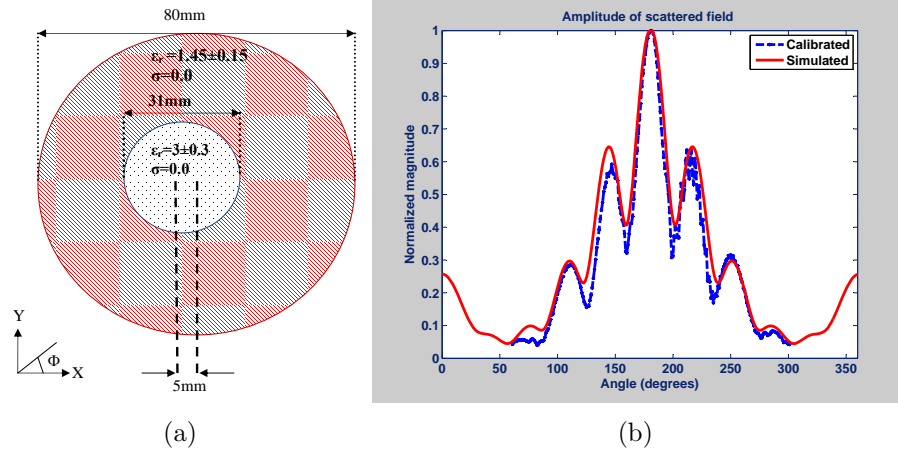 80mm
εr =1.45±0.15
σ=0.0
31mm
εr=3±0.3
σ=0.0
Y
Φ
X
5mm
(a)
Amplitude of scattered field
Calibrated
Simulated
Normalized magnitude
1
0.9
0.8
0.7
0.6
0.5
0.4
0.3
0.2
0.1
0
0 50 100 150 200 250 300 350
Angle (degrees)
(b)